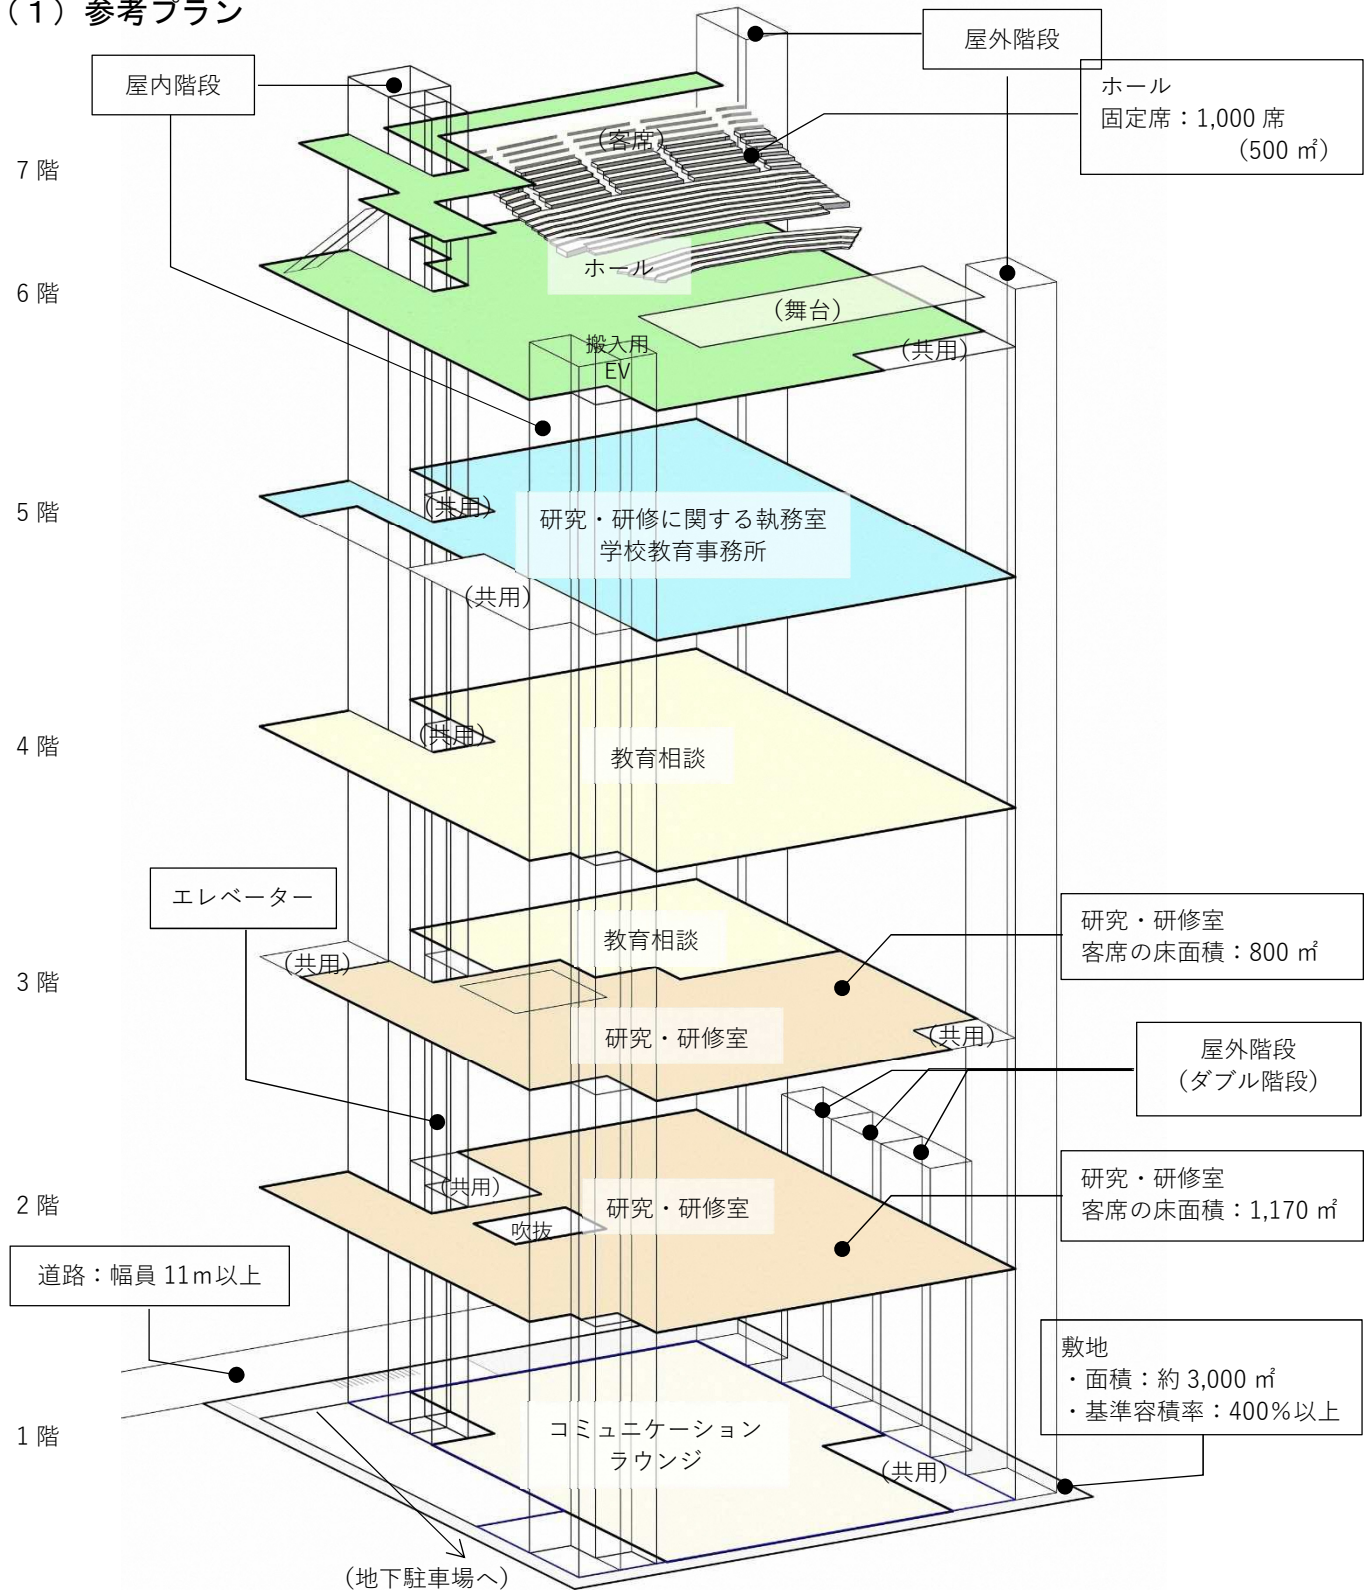 （1）参考プラン
屋外階段
屋内階段
ホール
固定席：1,000 席
（500 ㎡）
(客席)
7 階
ホール
6 階
(舞台)
搬入用
EV
(共用)
(共用)
5 階
研究・研修に関する執務室
学校教育事務所
(共用)
(共用)
4 階
教育相談
エレベーター
研究・研修室
客席の床面積：800 ㎡
教育相談
(共用)
3 階
研究・研修室
(共用)
屋外階段
（ダブル階段）
(共用)
2 階
研究・研修室
吹抜
研究・研修室
客席の床面積：1,170 ㎡
道路：幅員 11m以上
敷地
・面積：約 3,000 ㎡
・基準容積率：400％以上
1 階
コミュニケーション
ラウンジ
(共用)
(地下駐車場へ)